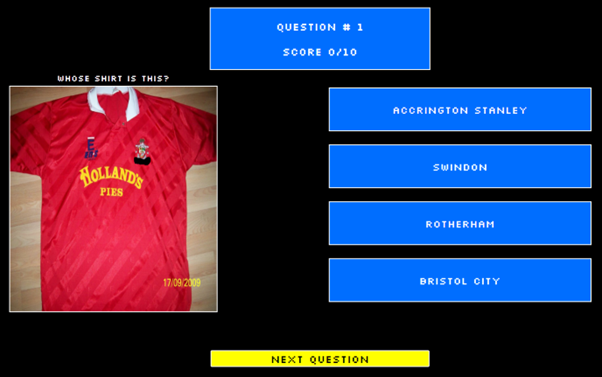 QUESTION # 1
SCORE 0/10
WHOSE SHIRT IS THIS?
ACCRINGTON STANLEY
HOLLAND'S
PIES
SWINDON
ROTHERHAM
17/09/2009
BRISTOL CITY
NEXT QUESTION